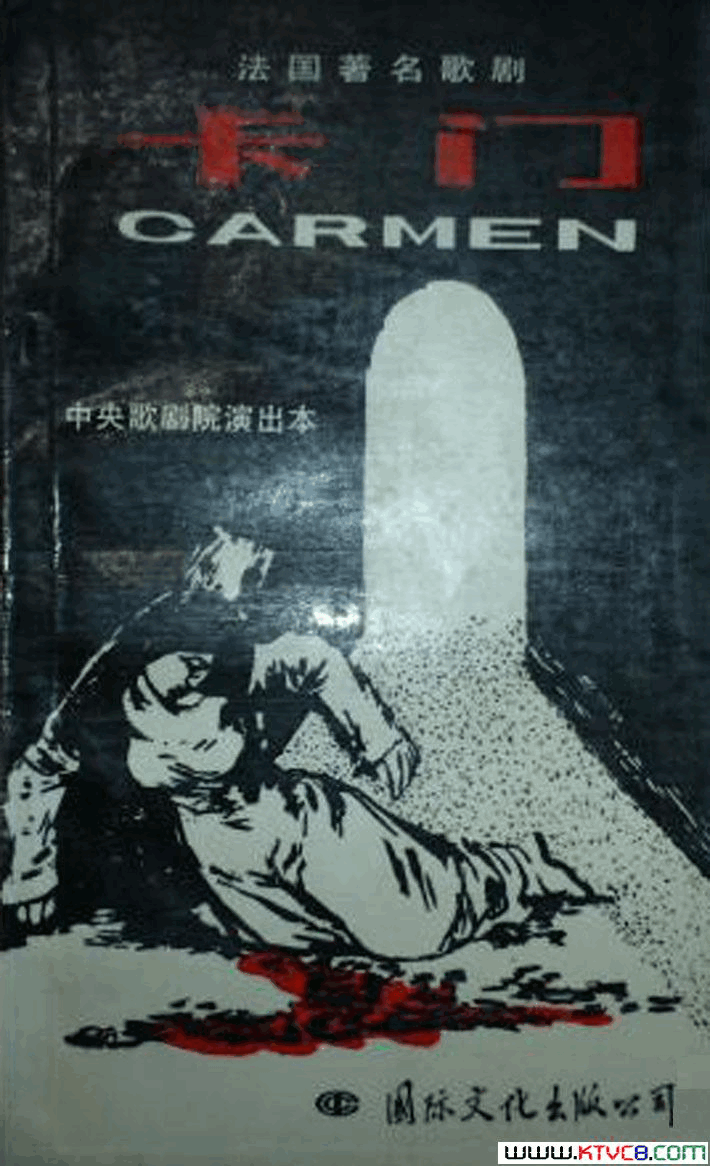 法国著名歌剧
卡门
CARMEN
中央歌剧院演出本
国际文化出版公司
www.KTVC8.com